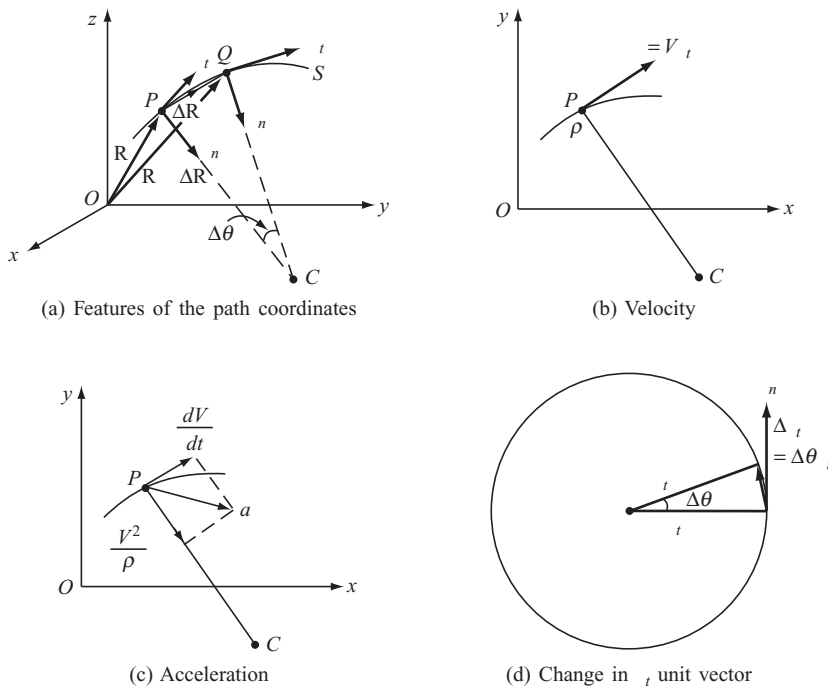 z
t
Q
t
S
P
ΔR
n
R
R
ΔR
O
y
Δθ
x
C
(a) Features of the path coordinates
y
= V t
P
ρ
O
x
C
(b) Velocity
y
dV
dt
P
a
V²
ρ
O
x
C
(c) Acceleration
n
Δ t
= Δθ
t
Δθ
t
(d) Change in t unit vector